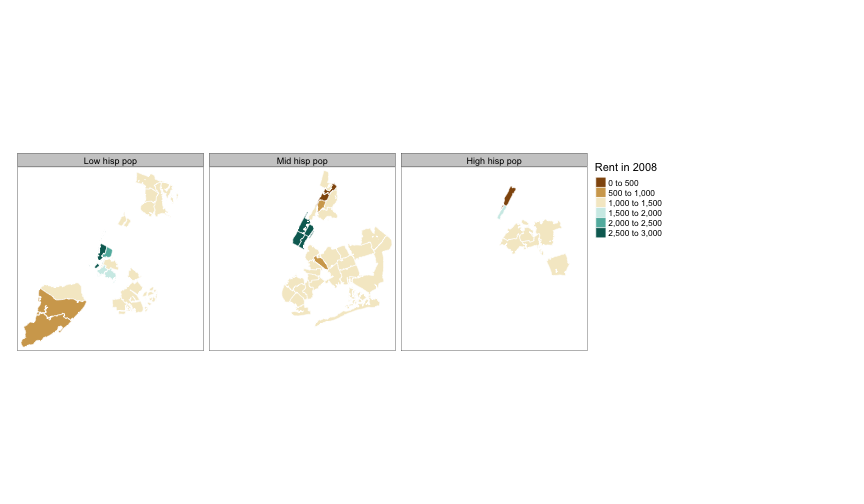 Low hisp pop
Mid hisp pop
High hisp pop
Rent in 2008
0 to 500
500 to 1,000
1,000 to 1,500
1,500 to 2,000
2,000 to 2,500
2,500 to 3,000